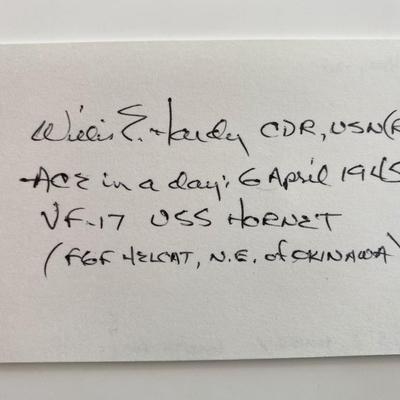 Willis E. Hardy CDR, USN(R
-ACE in a day: 6 April 1945
VF-17 USS HORNET
(F6F HELCAT, N.E. of OKINAWA)